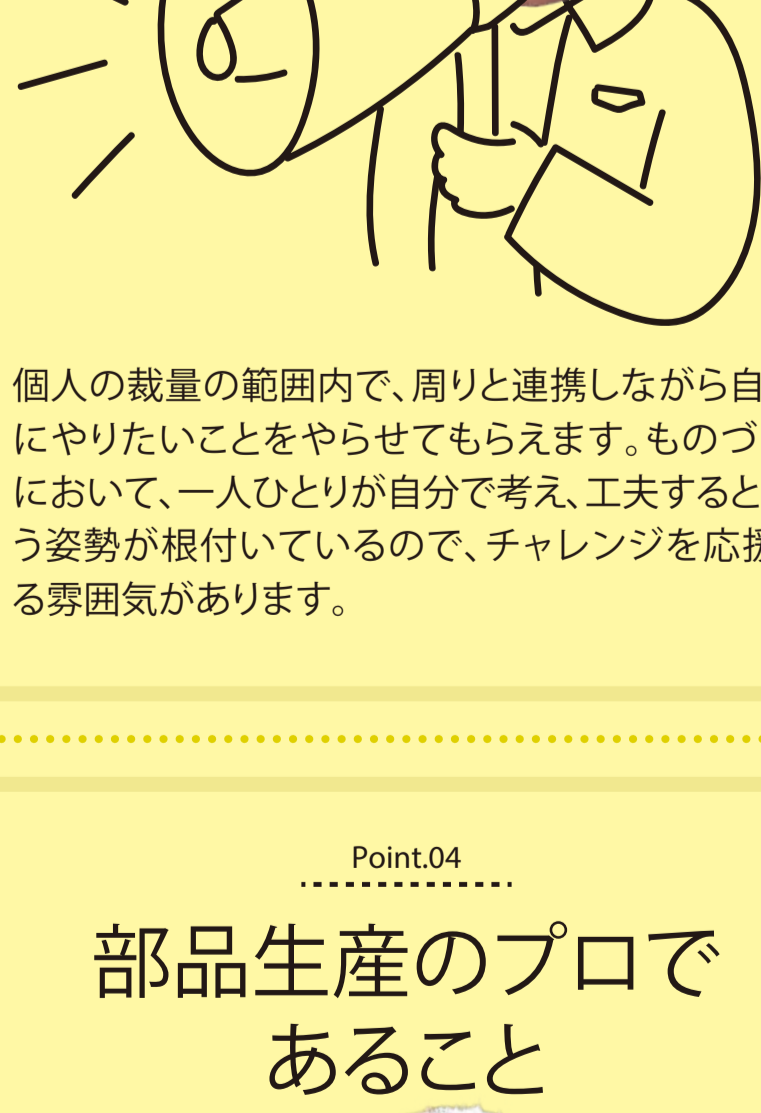 個人の裁量の範囲内で、周りと連携しながら自
にやりたいことをやらせてもらえます。ものづ
において、一人ひとりが自分で考え、工夫すると
う姿勢が根付いているので、チャレンジを応援
る雰囲気があります。
Point.04
部品生産のプロで
あること